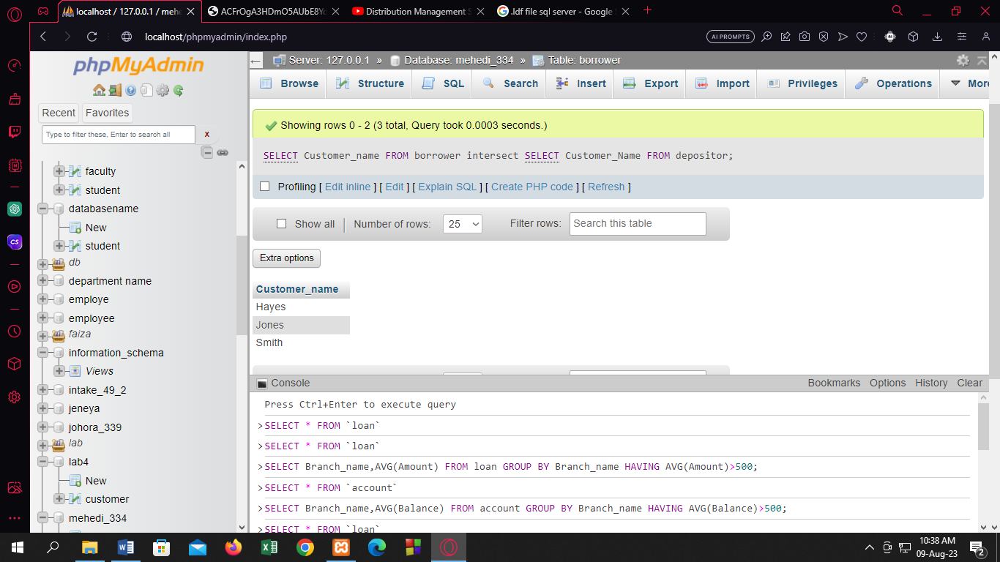 localhost / 127.0.0.1 / mehe
ACFrOgA3HDmO5AUbE8Yc
Distribution Management S
.ldf file sql server - Google S
localhost/phpmyadmin/index.php
AI PROMPTS
phpMyAdmin
Recent
Favorites
Type to filter these, Enter to search all
x
faculty
student
databasename
New
student
db
department name
employe
employee
faiza
information_schema
Views
intake_49_2
jeneya
johora_339
lab
lab4
New
customer
mehedi_334
Server: 127.0.0.1 » Database: mehedi_334 » Table: borrower
Browse
Structure
SQL
Search
Insert
Export
Import
Privileges
Operations
More
Showing rows 0 - 2 (3 total, Query took 0.0003 seconds.)
SELECT Customer_name FROM borrower intersect SELECT Customer_Name FROM depositor;
Profiling [ Edit inline ] [ Edit ] [ Explain SQL ] [ Create PHP code ] [ Refresh ]
Show all
Number of rows:
25
Filter rows:
Search this table
Extra options
Customer_name
Hayes
Jones
Smith
Console
Bookmarks
Options
History
Clear
Press Ctrl+Enter to execute query
>SELECT * FROM `loan`
>SELECT * FROM `loan`
>SELECT Branch_name,AVG(Amount) FROM loan GROUP BY Branch_name HAVING AVG(Amount)>500;
>SELECT * FROM `account`
>SELECT Branch_name,AVG(Balance) FROM account GROUP BY Branch_name HAVING AVG(Balance)>500;
>SELECT * FROM `loan`
10:38 AM
09-Aug-23
2